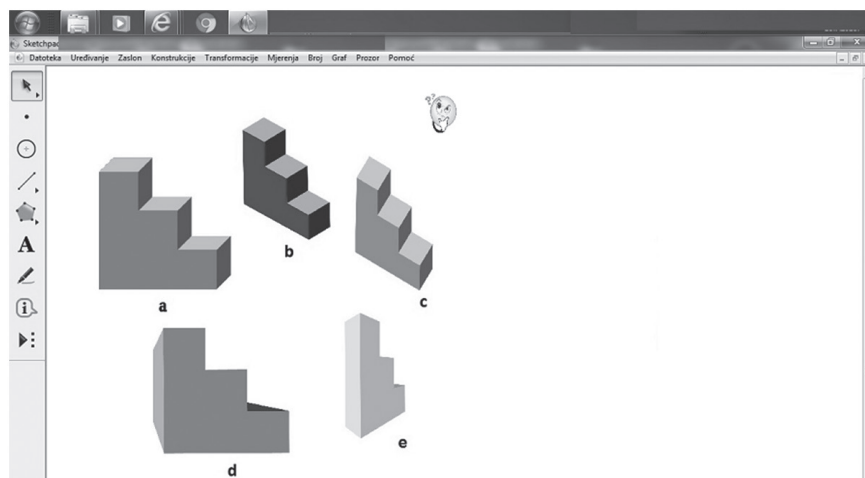 Sketchpad
Datoteka Uređivanje Zaslon Konstrukcije Transformacije Mjerenja Broj Graf Prozor Pomoć
??
A
b
a
c
d
e